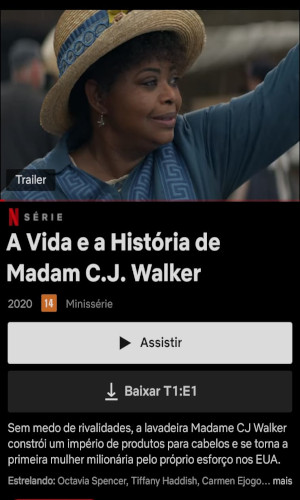 Trailer
N SÉRIE
A Vida e a História de
Madam C.J. Walker
2020 14 Minissérie
Assistir
Baixar T1:E1
Sem medo de rivalidades, a lavadeira Madame CJ Walker
constrói um império de produtos para cabelos e se torna a
primeira mulher milionária pelo próprio esforço nos EUA.
Estrelando: Octavia Spencer, Tiffany Haddish, Carmen Ejogo... mais